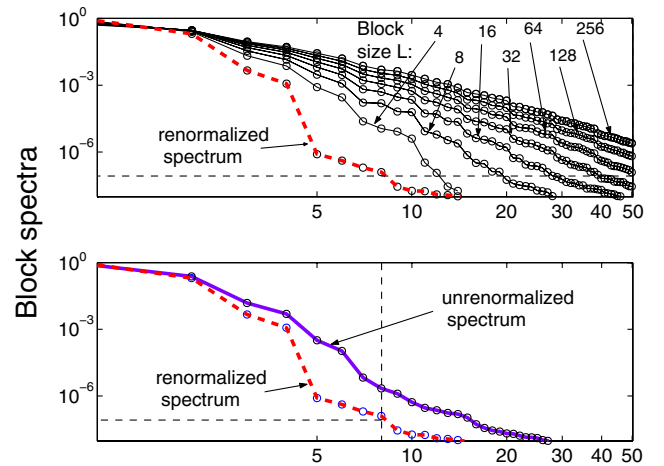 Block spectra
10^0
10^-3
10^-6
Block
size L:
4
8
16
32
64
128
256
renormalized
spectrum
5
10
20
30
40
50
10^0
10^-3
10^-6
unrenormalized
spectrum
renormalized
spectrum
5
10
20
30
40
50